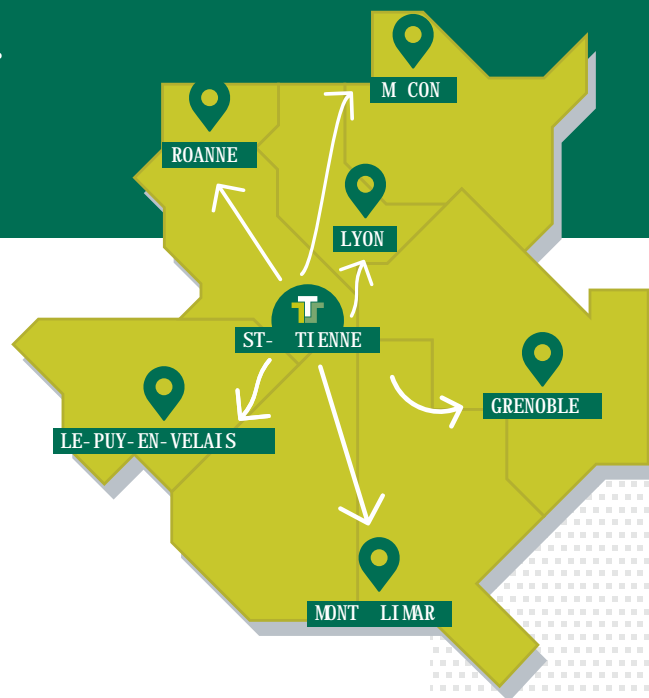 M CON
ROANNE
LYON
ST- TIENNE
GRENOBLE
LE-PUY-EN-VELAIS
MONT LIMAR